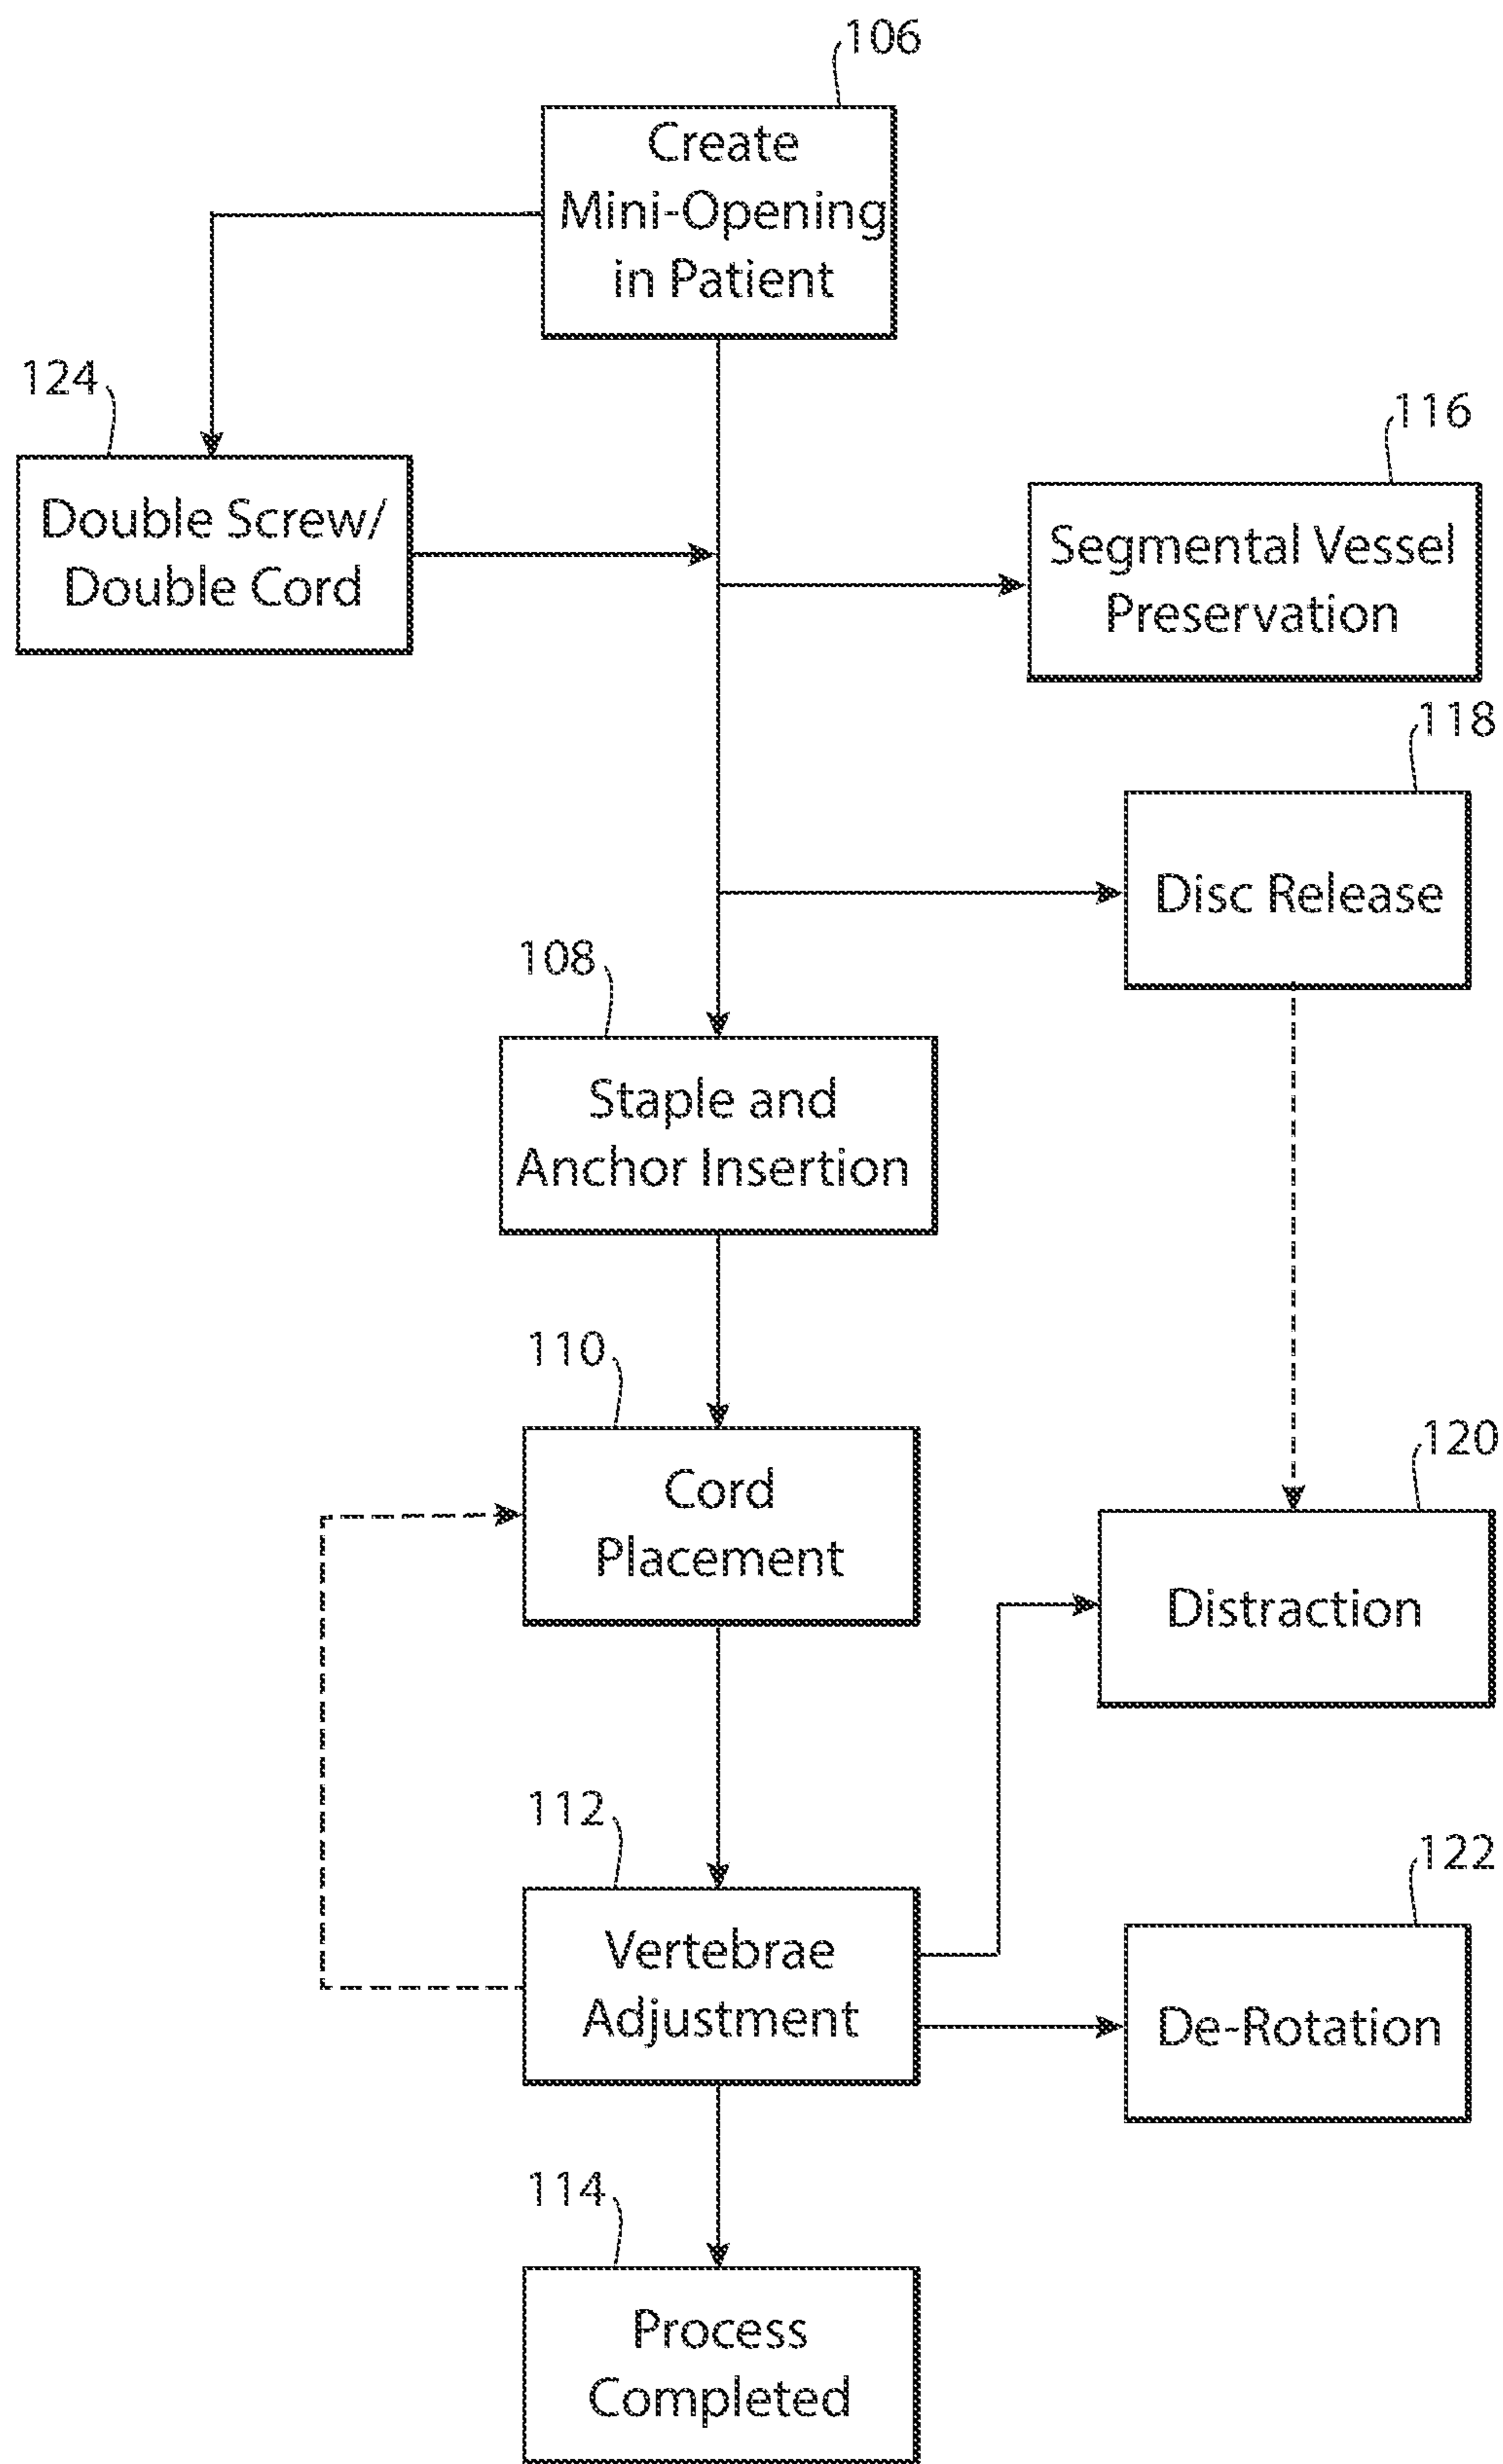 106
Create
Mini-Opening
in Patient
124
Double Screw/
Double Cord
116
Segmental Vessel
Preservation
118
Disc Release
108
Staple and
Anchor Insertion
110
Cord
Placement
120
Distraction
112
Vertebrae
Adjustment
122
De-Rotation
114
Process
Completed